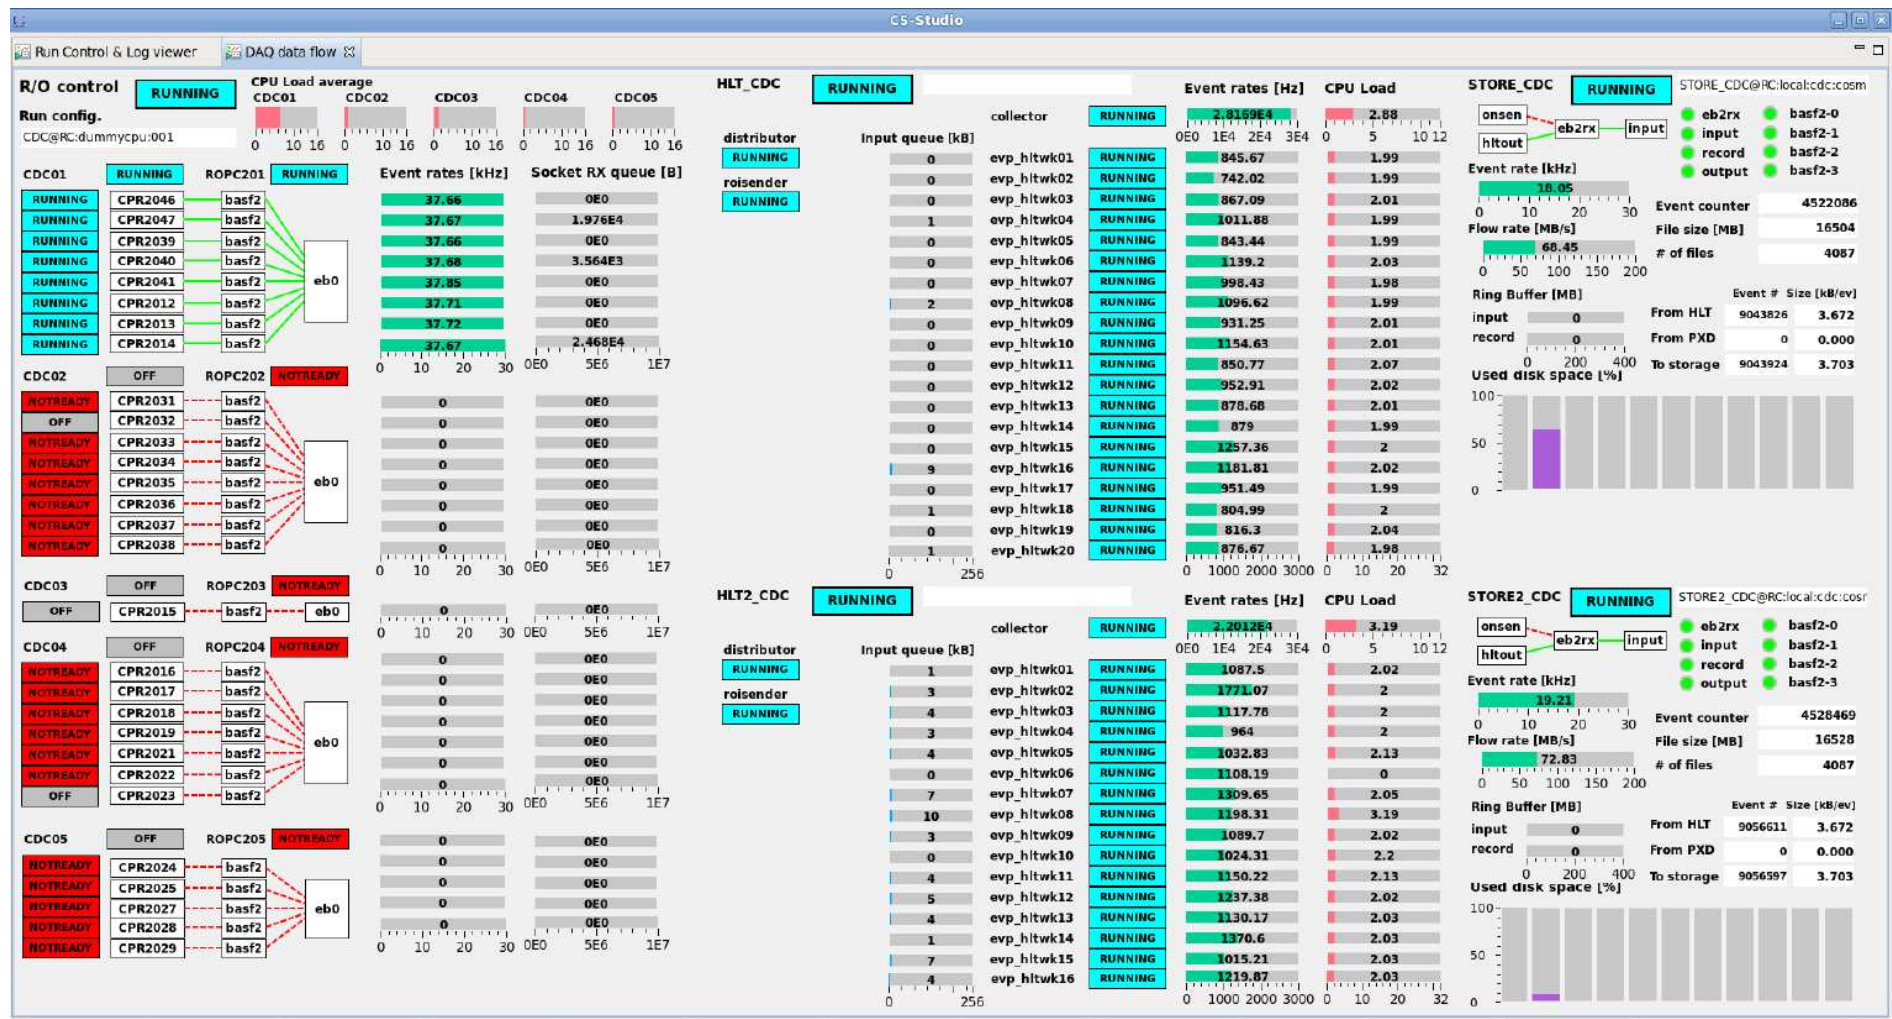 CS-Studio
Run Control & Log viewer
DAQ data flow
R/O control
RUNNING
Run config.
CDC@RC:dummycpu:001
CPU Load average
CDC01 CDC02 CDC03 CDC04 CDC05
0 10 16 0 10 16 0 10 16 0 10 16 0 10 16
CDC01 RUNNING ROPC201 RUNNING Event rates [kHz] Socket RX queue [B]
RUNNING CPR2046 basf2 37.66 0E0
RUNNING CPR2047 basf2 37.67 1.976E4
RUNNING CPR2039 basf2 37.66 0E0
RUNNING CPR2040 basf2 37.68 3.564E3
RUNNING CPR2041 basf2 eb0 37.85 0E0
RUNNING CPR2012 basf2 37.71 0E0
RUNNING CPR2013 basf2 37.72 0E0
RUNNING CPR2014 basf2 37.67 2.468E4
0 10 20 30 0E0 5E6 1E7
CDC02 OFF ROPC202 NOTREADY
NOTREADY CPR2031 basf2 0 0E0
OFF CPR2032 basf2 0 0E0
NOTREADY CPR2033 basf2 0 0E0
NOTREADY CPR2034 basf2 0 0E0
NOTREADY CPR2035 basf2 eb0 0 0E0
NOTREADY CPR2036 basf2 0 0E0
NOTREADY CPR2037 basf2 0 0E0
NOTREADY CPR2038 basf2 0 0E0
0 10 20 30 0E0 5E6 1E7
CDC03 OFF ROPC203 NOTREADY
OFF CPR2015 basf2 eb0 0 0E0
0 10 20 30 0E0 5E6 1E7
CDC04 OFF ROPC204 NOTREADY
NOTREADY CPR2016 basf2 0 0E0
NOTREADY CPR2017 basf2 0 0E0
NOTREADY CPR2018 basf2 0 0E0
NOTREADY CPR2019 basf2 0 0E0
NOTREADY CPR2021 basf2 eb0 0 0E0
NOTREADY CPR2022 basf2 0 0E0
OFF CPR2023 basf2 0 0E0
0 10 20 30 0E0 5E6 1E7
CDC05 OFF ROPC205 NOTREADY 0 0E0
NOTREADY CPR2024 basf2 0 0E0
NOTREADY CPR2025 basf2 0 0E0
NOTREADY CPR2027 basf2 eb0 0 0E0
NOTREADY CPR2028 basf2 0 0E0
NOTREADY CPR2029 basf2
0 10 20 30 0E0 5E6 1E7
HLT_CDC RUNNING Event rates [Hz] CPU Load
collector RUNNING 2.8169E4 2.88
0E0 1E4 2E4 3E4 0 5 10 12
distributor
RUNNING
roisender
RUNNING
Input queue [kB]
0 evp_hltwk01 RUNNING 845.67 1.99
0 evp_hltwk02 RUNNING 742.02 1.99
0 evp_hltwk03 RUNNING 867.09 2.01
1 evp_hltwk04 RUNNING 1011.88 1.99
0 evp_hltwk05 RUNNING 843.44 1.99
0 evp_hltwk06 RUNNING 1139.2 2.03
0 evp_hltwk07 RUNNING 998.43 1.98
2 evp_hltwk08 RUNNING 1096.62 1.99
0 evp_hltwk09 RUNNING 931.25 2.01
0 evp_hltwk10 RUNNING 1154.63 2.01
0 evp_hltwk11 RUNNING 850.77 2.07
0 evp_hltwk12 RUNNING 952.91 2.02
0 evp_hltwk13 RUNNING 878.68 2.01
0 evp_hltwk14 RUNNING 879 1.99
0 evp_hltwk15 RUNNING 1257.36 2
9 evp_hltwk16 RUNNING 1181.81 2.02
0 evp_hltwk17 RUNNING 951.49 1.99
1 evp_hltwk18 RUNNING 804.99 2
0 evp_hltwk19 RUNNING 816.3 2.04
1 evp_hltwk20 RUNNING 876.67 1.98
0 256 0 1000 2000 3000 0 10 20 32
HLT2_CDC RUNNING Event rates [Hz] CPU Load
collector RUNNING 2.2012E4 3.19
0E0 1E4 2E4 3E4 0 5 10 12
distributor
RUNNING
roisender
RUNNING
Input queue [kB]
1 evp_hltwk01 RUNNING 1087.5 2.02
3 evp_hltwk02 RUNNING 1771.07 2
4 evp_hltwk03 RUNNING 1117.78 2
3 evp_hltwk04 RUNNING 964 2
4 evp_hltwk05 RUNNING 1032.83 2.13
0 evp_hltwk06 RUNNING 1108.19 0
7 evp_hltwk07 RUNNING 1309.65 2.05
10 evp_hltwk08 RUNNING 1198.31 3.19
3 evp_hltwk09 RUNNING 1089.7 2.02
0 evp_hltwk10 RUNNING 1024.31 2.2
4 evp_hltwk11 RUNNING 1150.22 2.13
5 evp_hltwk12 RUNNING 1237.38 2.02
4 evp_hltwk13 RUNNING 1130.17 2.03
1 evp_hltwk14 RUNNING 1370.6 2.03
7 evp_hltwk15 RUNNING 1015.21 2.03
4 evp_hltwk16 RUNNING 1219.87 2.03
0 256 0 1000 2000 3000 0 10 20 32
STORE_CDC RUNNING STORE_CDC@RC:local:cdc:cosm
onsen hltout eb2rx input
eb2rx basf2-0
input basf2-1
record basf2-2
output basf2-3
Event rate [kHz]
18.05
0 10 20 30
Flow rate [MB/s]
68.45
0 50 100 150 200
Event counter 4522086
File size [MB] 16504
# of files 4087
Ring Buffer [MB]
input 0
record 0
0 200 400
Event # Size [kB/ev]
From HLT 9043826 3.672
From PXD 0 0.000
To storage 9043924 3.703
Used disk space [%]
100
50
0
STORE2_CDC RUNNING STORE2_CDC@RC:local:cdc:cosr
onsen hltout eb2rx input
eb2rx basf2-0
input basf2-1
record basf2-2
output basf2-3
Event rate [kHz]
19.21
0 10 20 30
Flow rate [MB/s]
72.83
0 50 100 150 200
Event counter 4528469
File size [MB] 16528
# of files 4087
Ring Buffer [MB]
input 0
record 0
0 200 400
Event # Size [kB/ev]
From HLT 9056611 3.672
From PXD 0 0.000
To storage 9056597 3.703
Used disk space [%]
100
50
0